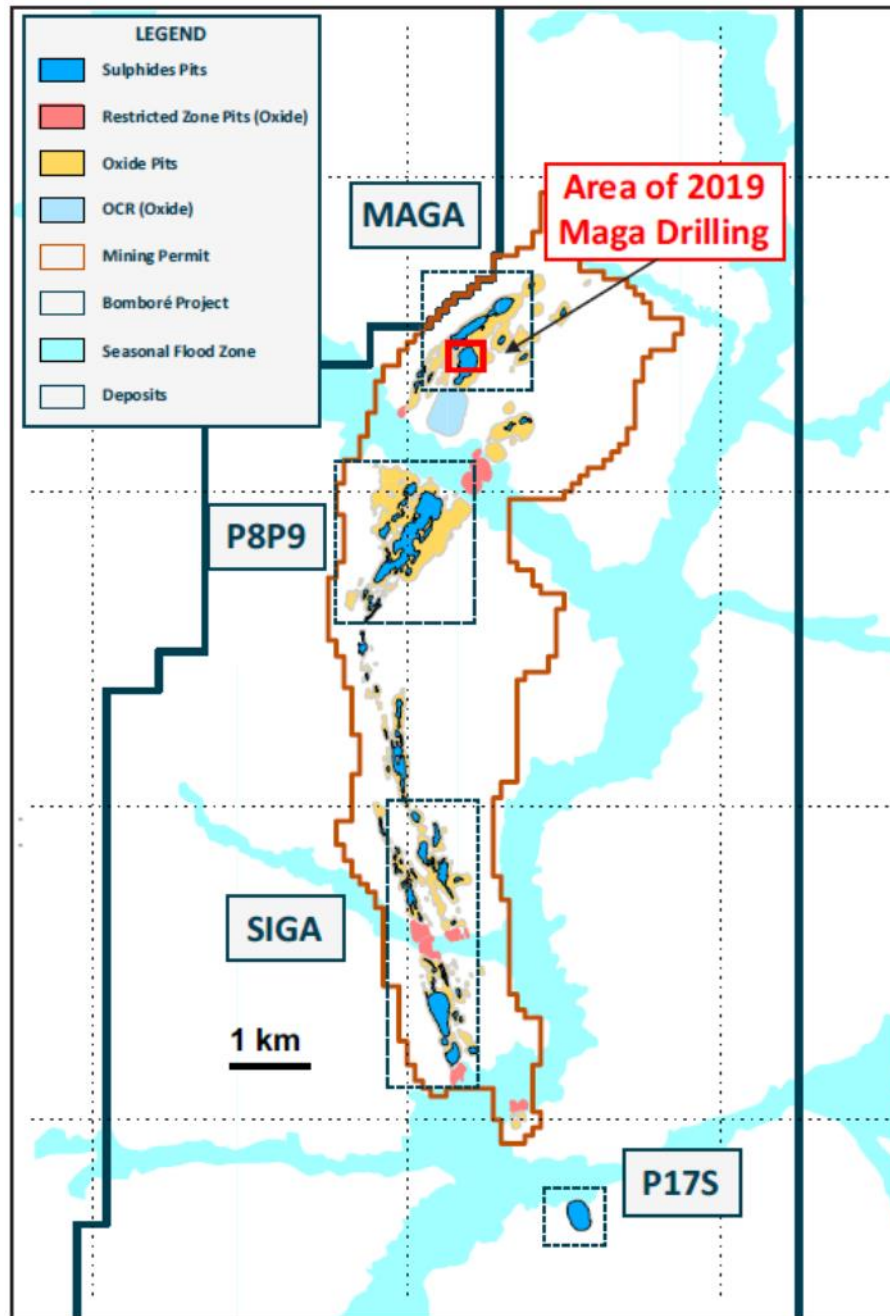 LEGEND
Sulphides Pits
Restricted Zone Pits (Oxide)
Oxide Pits
OCR (Oxide)
Mining Permit
Bomboré Project
Seasonal Flood Zone
Deposits
MAGA
Area of 2019
Maga Drilling
P8P9
SIGA
1 km
P17S